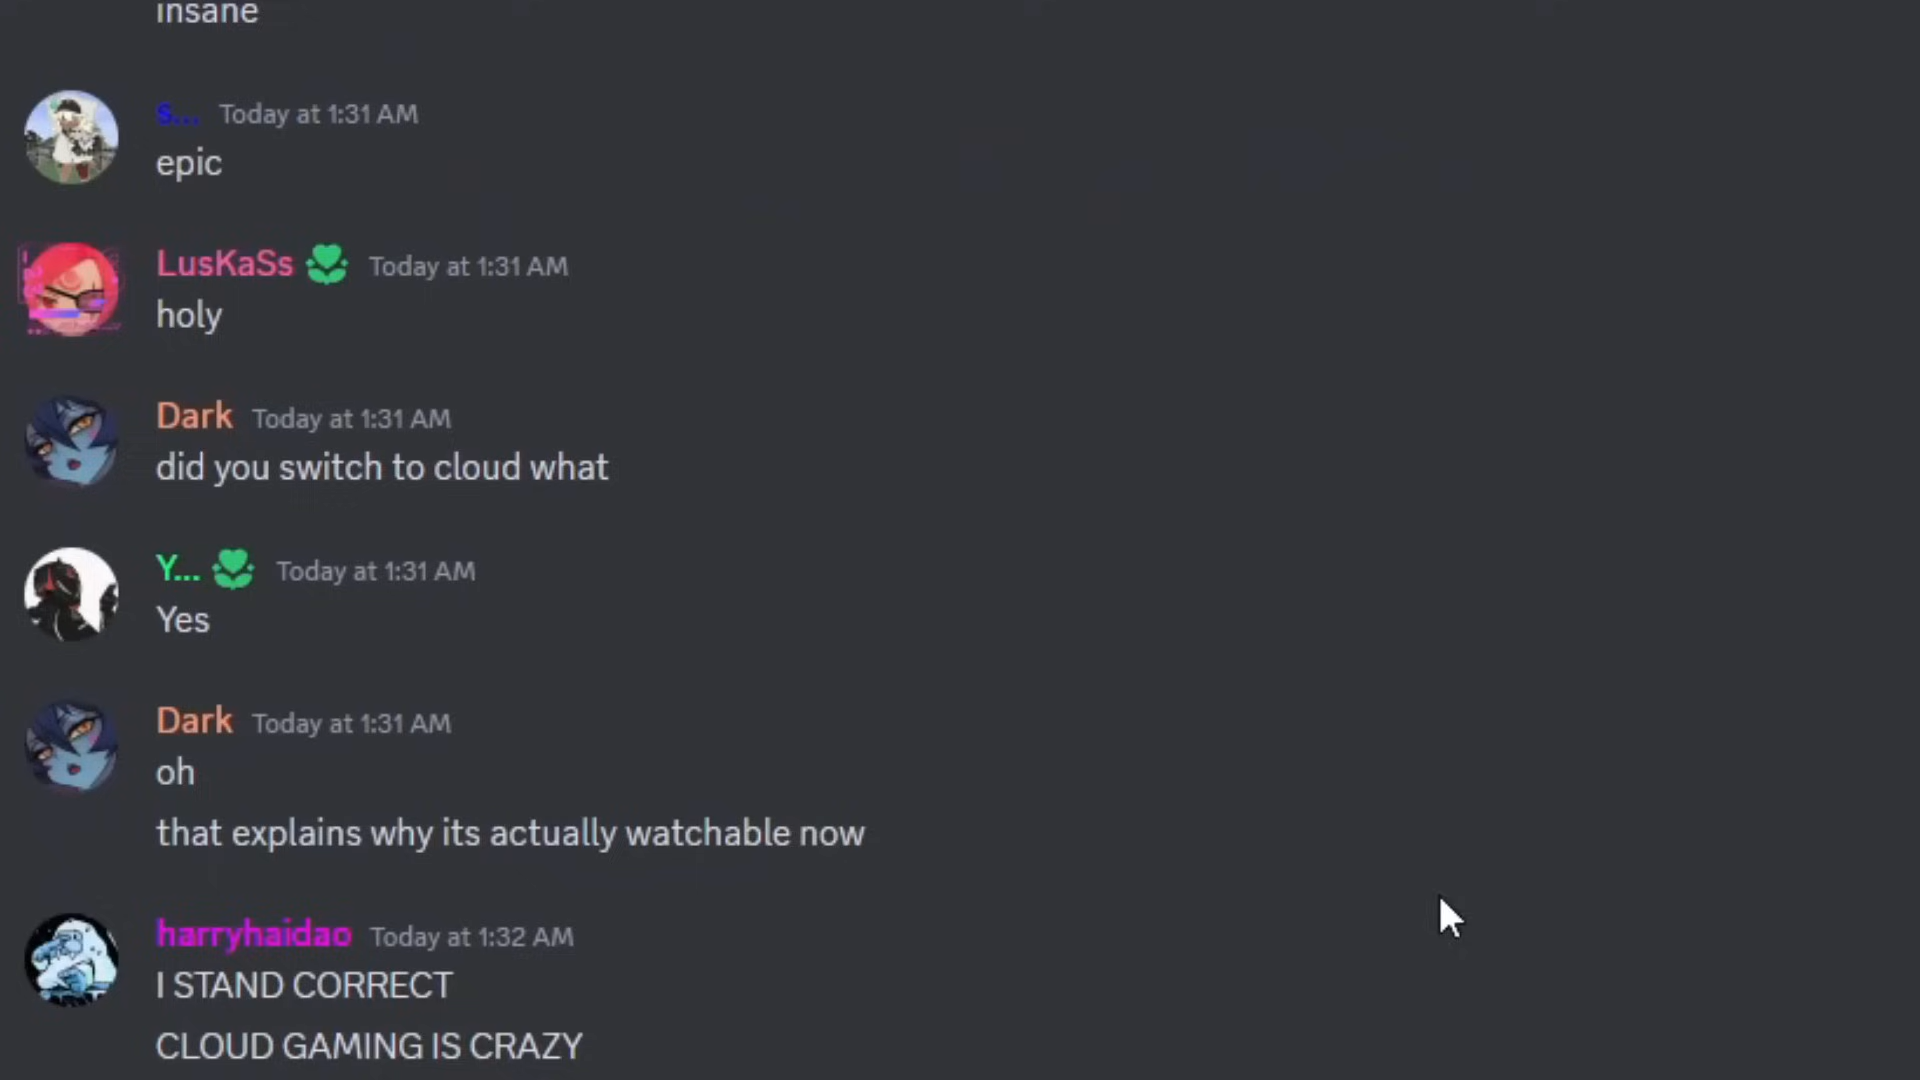 insane
s... Today at 1:31 AM
epic
LusKaSs Today at 1:31 AM
holy
Dark Today at 1:31 AM
did you switch to cloud what
Y... Today at 1:31 AM
Yes
Dark Today at 1:31 AM
oh
that explains why its actually watchable now
harryhaidao Today at 1:32 AM
I STAND CORRECT
CLOUD GAMING IS CRAZY